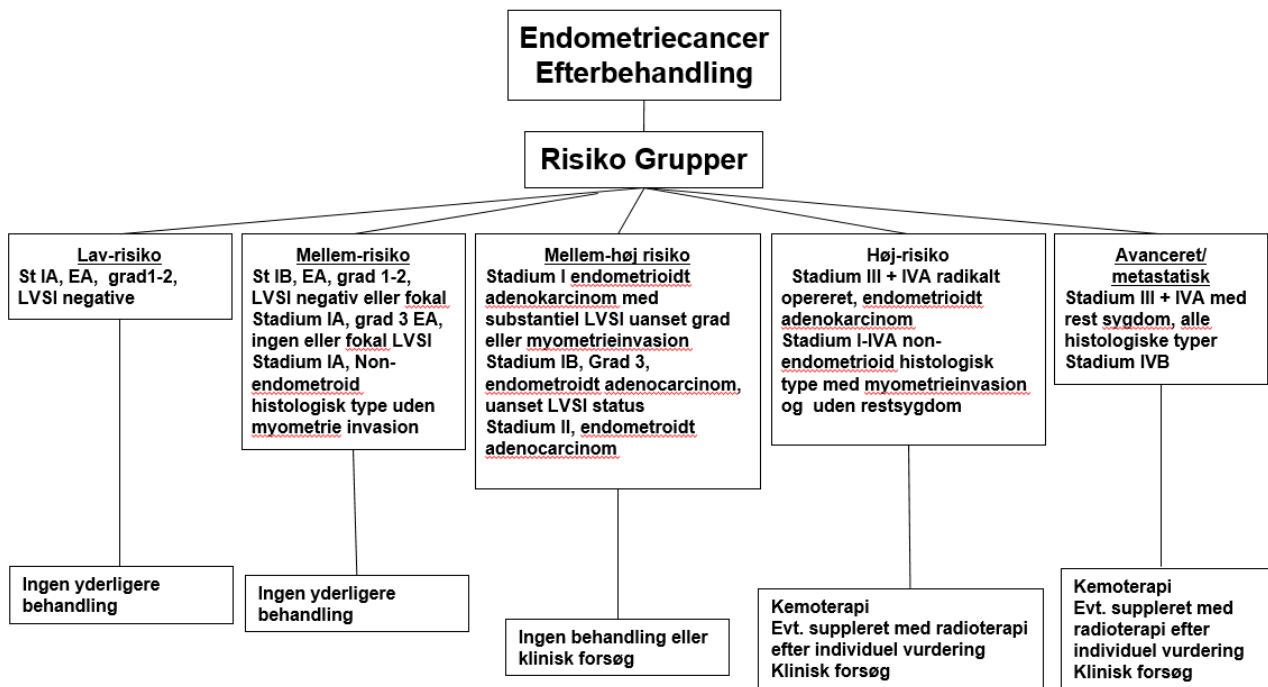 Endometriecancer
Efterbehandling
Risiko Grupper
Lav-risiko
St IA, EA, grad1-2,
LVSI negative
Mellem-risiko
St IB, EA, grad 1-2,
LVSI negativ eller fokal
Stadium IA, grad 3 EA,
ingen eller fokal LVSI
Stadium IA, Non-
endometroid
histologisk type uden
myometrie invasion
Mellem-høj risiko
Stadium I endometrioidt
adenokarcinom med
substantiel LVSI uanset grad
eller myometrieinvasion
Stadium IB, Grad 3,
endometroidt adenocarcinom,
uanset LVSI status
Stadium II, endometroidt
adenocarcinom
Høj-risiko
Stadium III + IVA radikalt
opereret, endometrioidt
adenokarcinom
Stadium I-IVA non-
endometrioid histologisk
type med myometrieinvasion
og uden restsygdom
Avanceret/
metastatisk
Stadium III + IVA med
rest sygdom, alle
histologiske typer
Stadium IVB
Ingen yderligere
behandling
Ingen yderligere
behandling
Ingen behandling eller
klinisk forsøg
Kemoterapi
Evt. suppleret med radioterapi
efter individuel vurdering
Klinisk forsøg
Kemoterapi
Evt. suppleret med
radioterapi efter
individuel vurdering
Klinisk forsøg